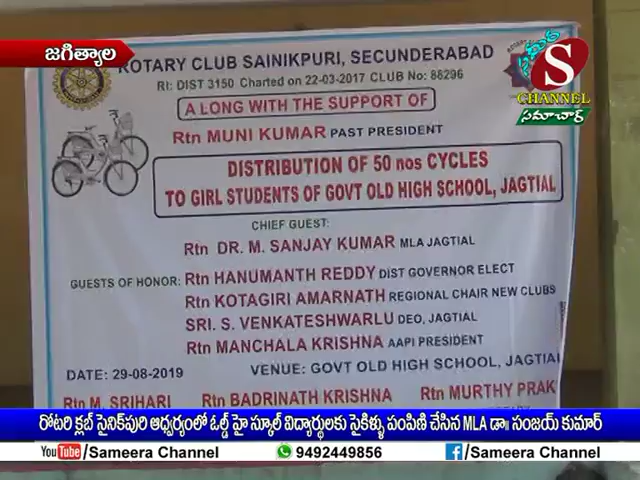 జగిత్యాల
ROTARY CLUB SAINIKPURI, SECUNDERABAD
RI: DIST 3150 Charted on 22-03-2017 CLUB No: 88296
A LONG WITH THE SUPPORT OF
Rtn MUNI KUMAR PAST PRESIDENT
DISTRIBUTION OF 50 nos CYCLES
TO GIRL STUDENTS OF GOVT OLD HIGH SCHOOL, JAGTIAL
CHIEF GUEST:
Rtn DR. M. SANJAY KUMAR MLA JAGTIAL
GUESTS OF HONOR: Rtn HANUMANTH REDDY DIST GOVERNOR ELECT
Rtn KOTAGIRI AMARNATH REGIONAL CHAIR NEW CLUBS
SRI. S. VENKATESHWARLU DEO, JAGTIAL
Rtn MANCHALA KRISHNA AAPI PRESIDENT
DATE: 29-08-2019 VENUE: GOVT OLD HIGH SCHOOL, JAGTIAL
Rtn M. SRIHARI Rtn BADRINATH KRISHNA Rtn MURTHY PRAK
సమీర
S
CHANNEL
సమాచార్
రోటరి క్లబ్ సైనిక్‌పురి ఆధ్వర్యంలో ఓల్డ్ హై స్కూల్ విద్యార్థులకు సైకిళ్ళు పంపిణి చేసిన MLA డా॥ సంజయ్ కుమార్
YouTube/Sameera Channel 9492449856 f/Sameera Channel